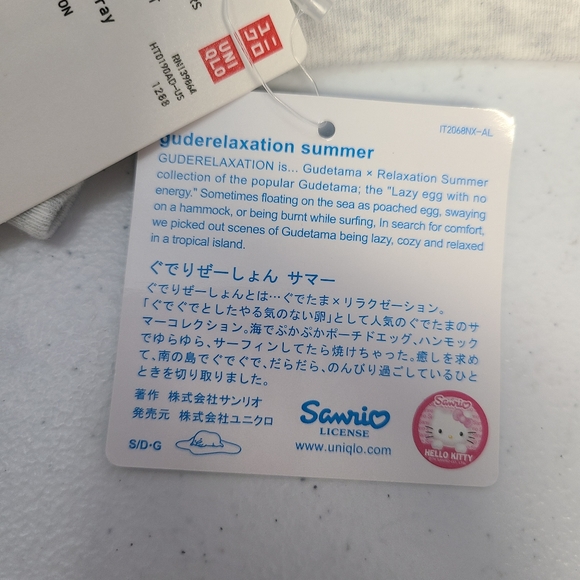 RS
ray
ON
RN139864
HT0190AD-US
1288
ユニクロ
UNI
QLO
IT2068NX-AL
guderelaxation summer
GUDERELAXATION is... Gudetama × Relaxation Summer
collection of the popular Gudetama; the "Lazy egg with no
energy." Sometimes floating on the sea as poached egg, swaying
on a hammock, or being burnt while surfing, In search for comfort,
we picked out scenes of Gudetama being lazy, cozy and relaxed
in a tropical island.
ぐでりぜーしょん サマー
ぐでりぜーしょんとは…ぐでたま×リラクゼーション。
「ぐでぐでとしたやる気のない卵」として人気のぐでたまのサ
マーコレクション。海でぷかぷかポーチドエッグ、ハンモック
でゆらゆら、サーフィンしてたら焼けちゃった。癒しを求め
て、南の島でぐでぐで、だらだら、のんびり過ごしているひと
ときを切り取りました。
著作 株式会社サンリオ
発売元 株式会社ユニクロ
S/D·G
Sanrio
LICENSE
www.uniqlo.com
Sanrio
HELLO KITTY